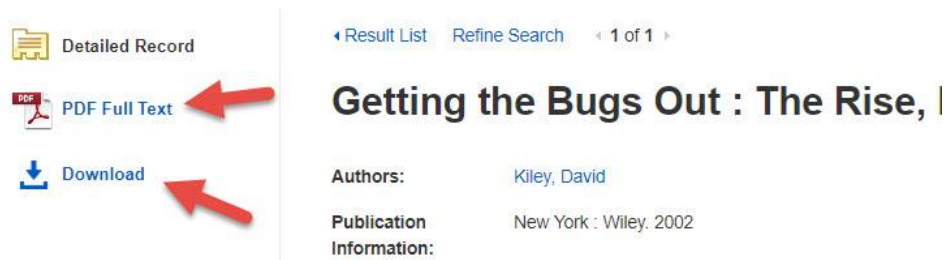 Detailed Record
PDF
PDF Full Text
Download
Result List Refine Search 1 of 1
Getting the Bugs Out : The Rise,
Authors: Kiley, David
Publication New York : Wiley. 2002
Information: